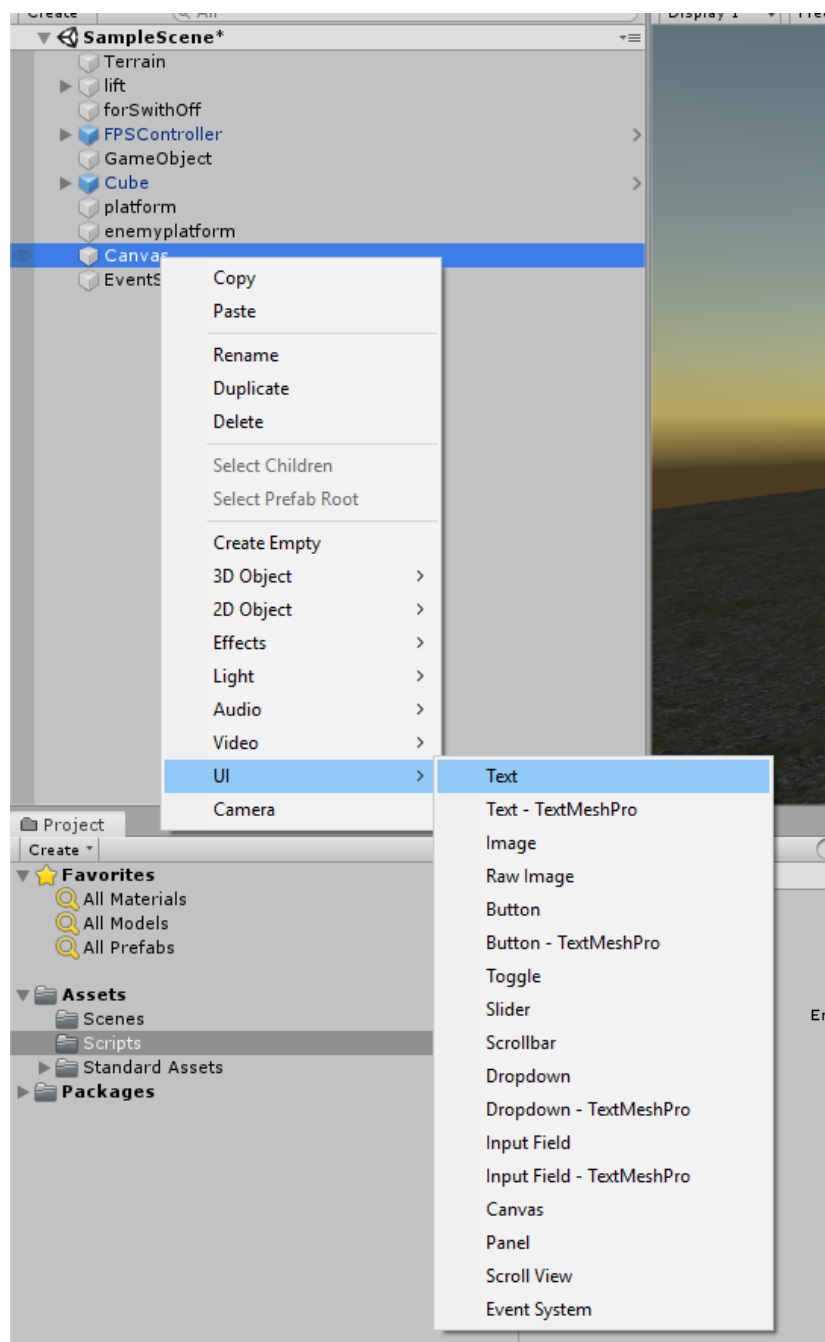 Create
All
Display 1
SampleScene*
Terrain
lift
forSwithOff
FPSController
GameObject
Cube
platform
enemyplatform
Canvas
EventS
Copy
Paste
Rename
Duplicate
Delete
Select Children
Select Prefab Root
Create Empty
3D Object
2D Object
Effects
Light
Audio
Video
UI
Camera
Text
Text - TextMeshPro
Image
Raw Image
Button
Button - TextMeshPro
Toggle
Slider
Scrollbar
Dropdown
Dropdown - TextMeshPro
Input Field
Input Field - TextMeshPro
Canvas
Panel
Scroll View
Event System
Project
Create
Favorites
All Materials
All Models
All Prefabs
Assets
Scenes
Scripts
Standard Assets
Packages